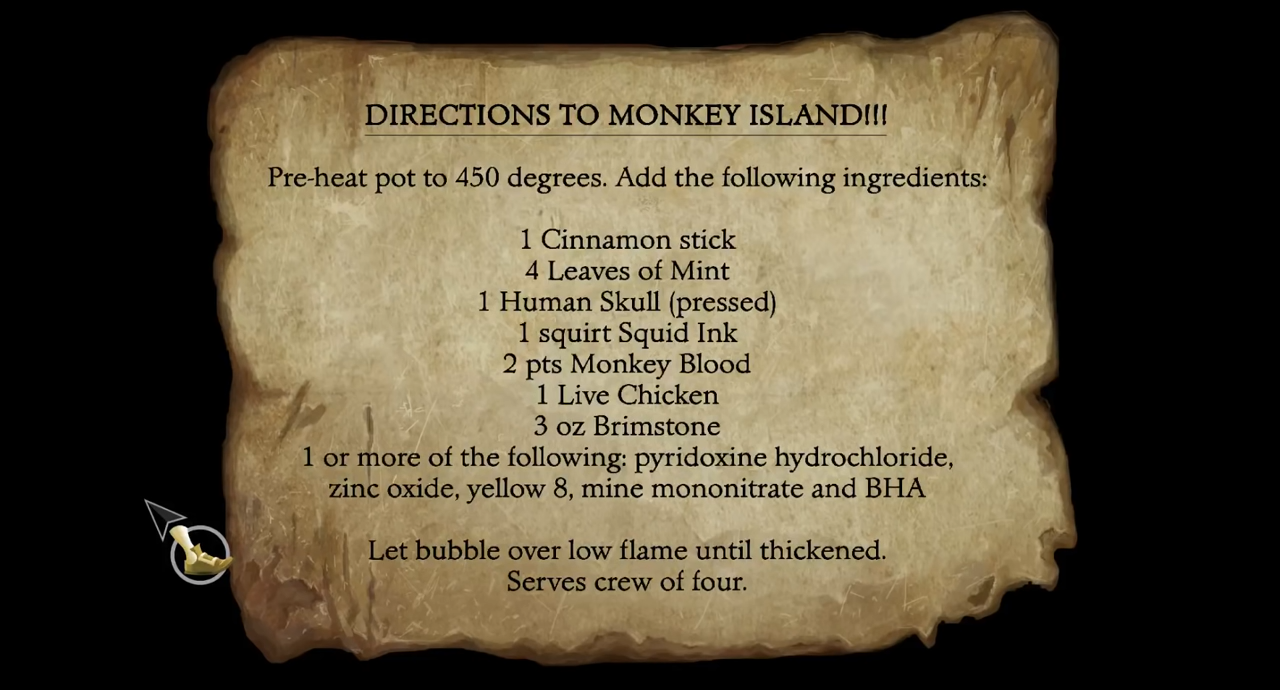 DIRECTIONS TO MONKEY ISLAND!!!
Pre-heat pot to 450 degrees. Add the following ingredients:
1 Cinnamon stick
4 Leaves of Mint
1 Human Skull (pressed)
1 squirt Squid Ink
2 pts Monkey Blood
1 Live Chicken
3 oz Brimstone
1 or more of the following: pyridoxine hydrochloride,
zinc oxide, yellow 8, mine mononitrate and BHA
Let bubble over low flame until thickened.
Serves crew of four.